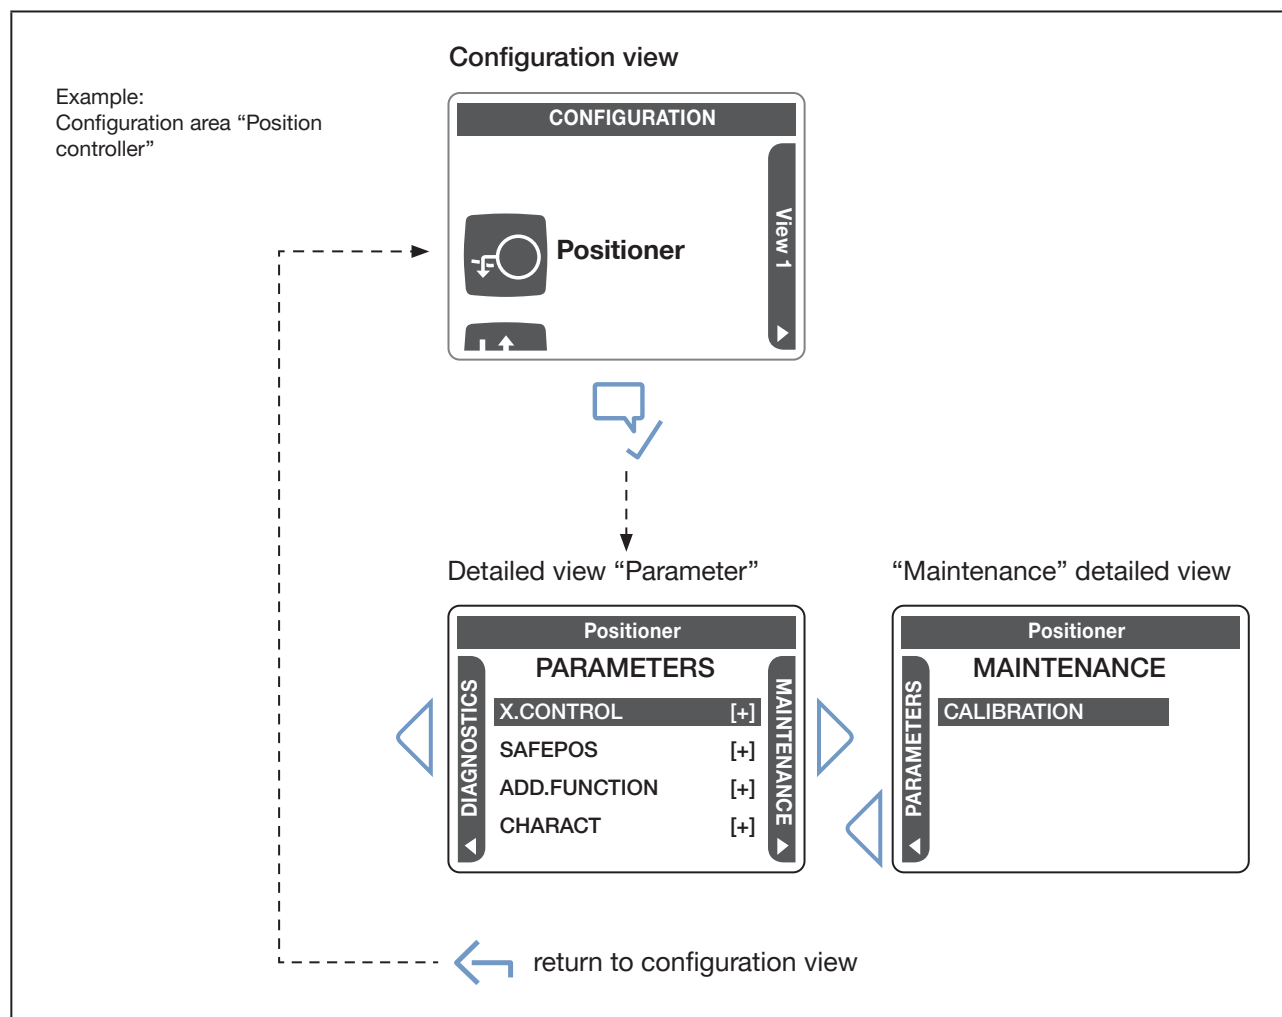 Configuration view
Example:
Configuration area “Position
controller”
CONFIGURATION
Positioner
View 1
Detailed view “Parameter”
“Maintenance” detailed view
Positioner
PARAMETERS
DIAGNOSTICS
X.CONTROL [+]
SAFEPOS [+]
ADD.FUNCTION [+]
CHARACT [+]
MAINTENANCE
Positioner
MAINTENANCE
PARAMETERS
CALIBRATION
return to configuration view